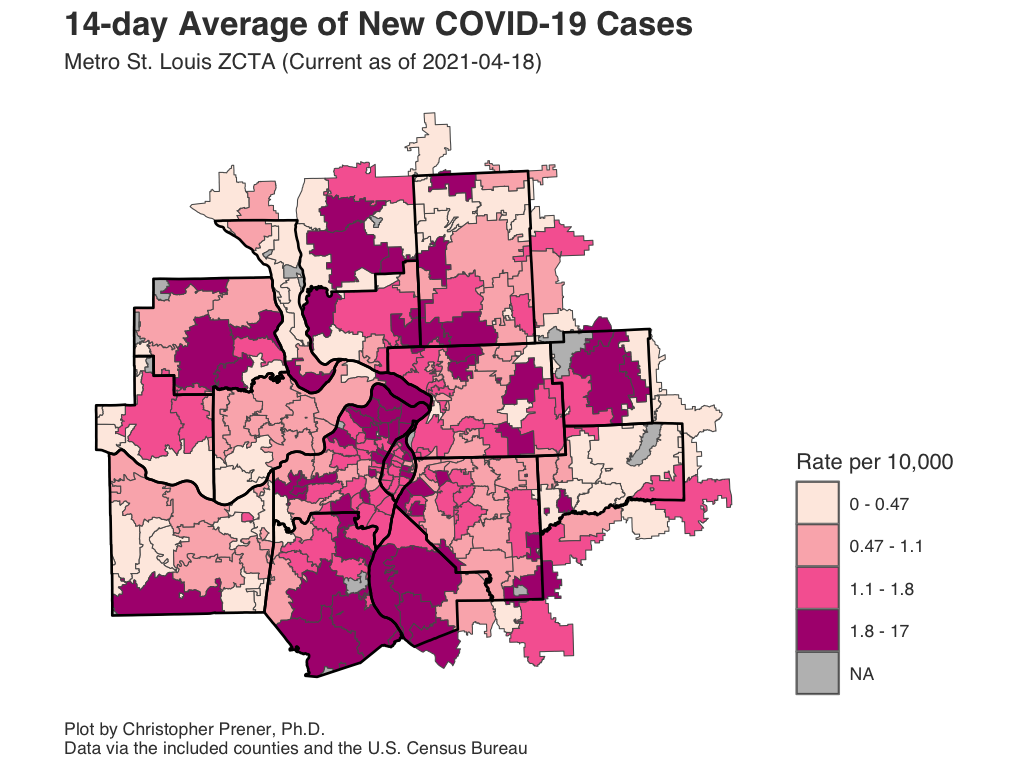 14-day Average of New COVID-19 Cases
Metro St. Louis ZCTA (Current as of 2021-04-18)
Rate per 10,000
0 - 0.47
0.47 - 1.1
1.1 - 1.8
1.8 - 17
NA
Plot by Christopher Prener, Ph.D.
Data via the included counties and the U.S. Census Bureau